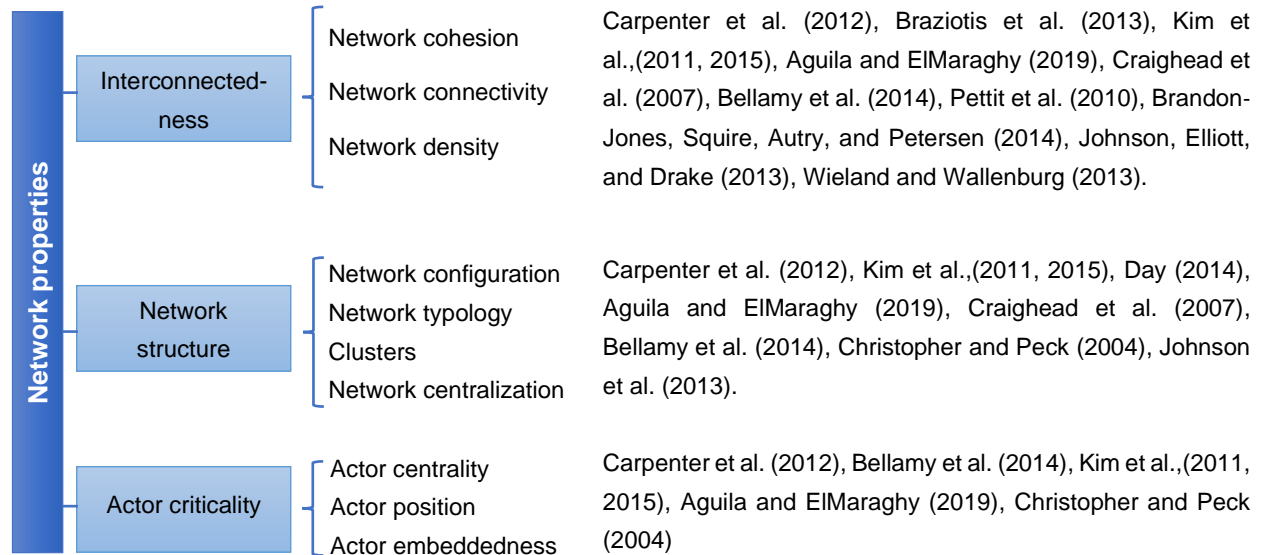 Network properties
Interconnected-
ness
Network cohesion
Network connectivity
Network density
Carpenter et al. (2012), Braziotis et al. (2013), Kim et
al.,(2011, 2015), Aguila and ElMaraghy (2019), Craighead et
al. (2007), Bellamy et al. (2014), Pettit et al. (2010), Brandon-
Jones, Squire, Autry, and Petersen (2014), Johnson, Elliott,
and Drake (2013), Wieland and Wallenburg (2013).
Network
structure
Network configuration
Network typology
Clusters
Network centralization
Carpenter et al. (2012), Kim et al.,(2011, 2015), Day (2014),
Aguila and ElMaraghy (2019), Craighead et al. (2007),
Bellamy et al. (2014), Christopher and Peck (2004), Johnson
et al. (2013).
Actor criticality
Actor centrality
Actor position
Actor embeddedness
Carpenter et al. (2012), Bellamy et al. (2014), Kim et al.,(2011,
2015), Aguila and ElMaraghy (2019), Christopher and Peck
(2004)